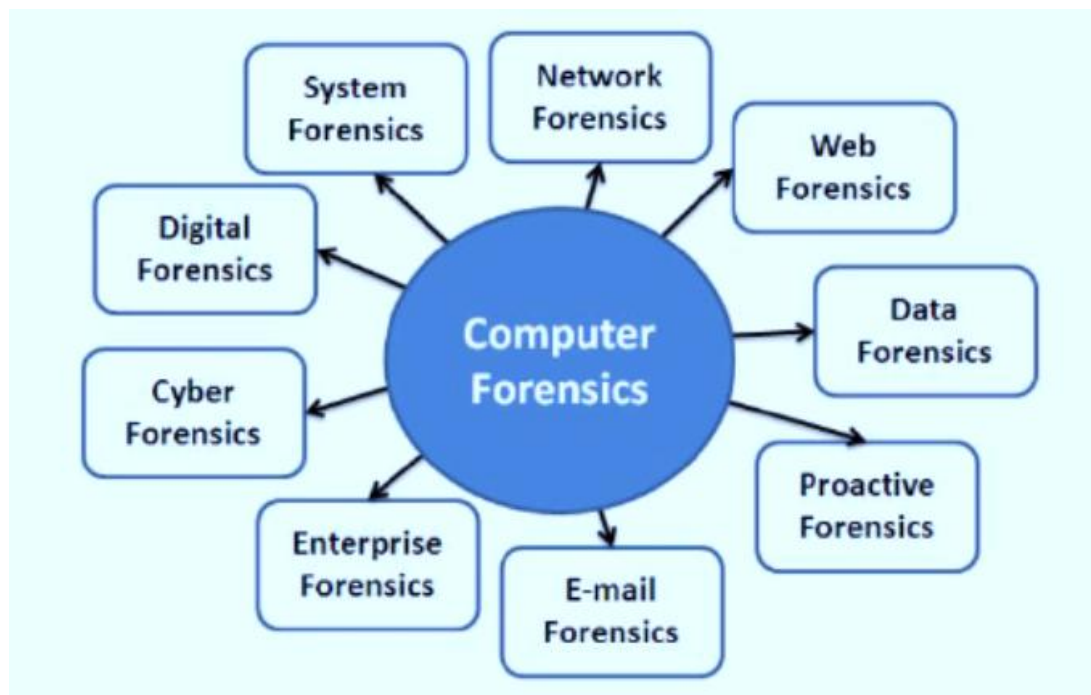 System
Forensics
Network
Forensics
Web
Forensics
Digital
Forensics
Data
Forensics
Computer
Forensics
Cyber
Forensics
Proactive
Forensics
Enterprise
Forensics
E-mail
Forensics